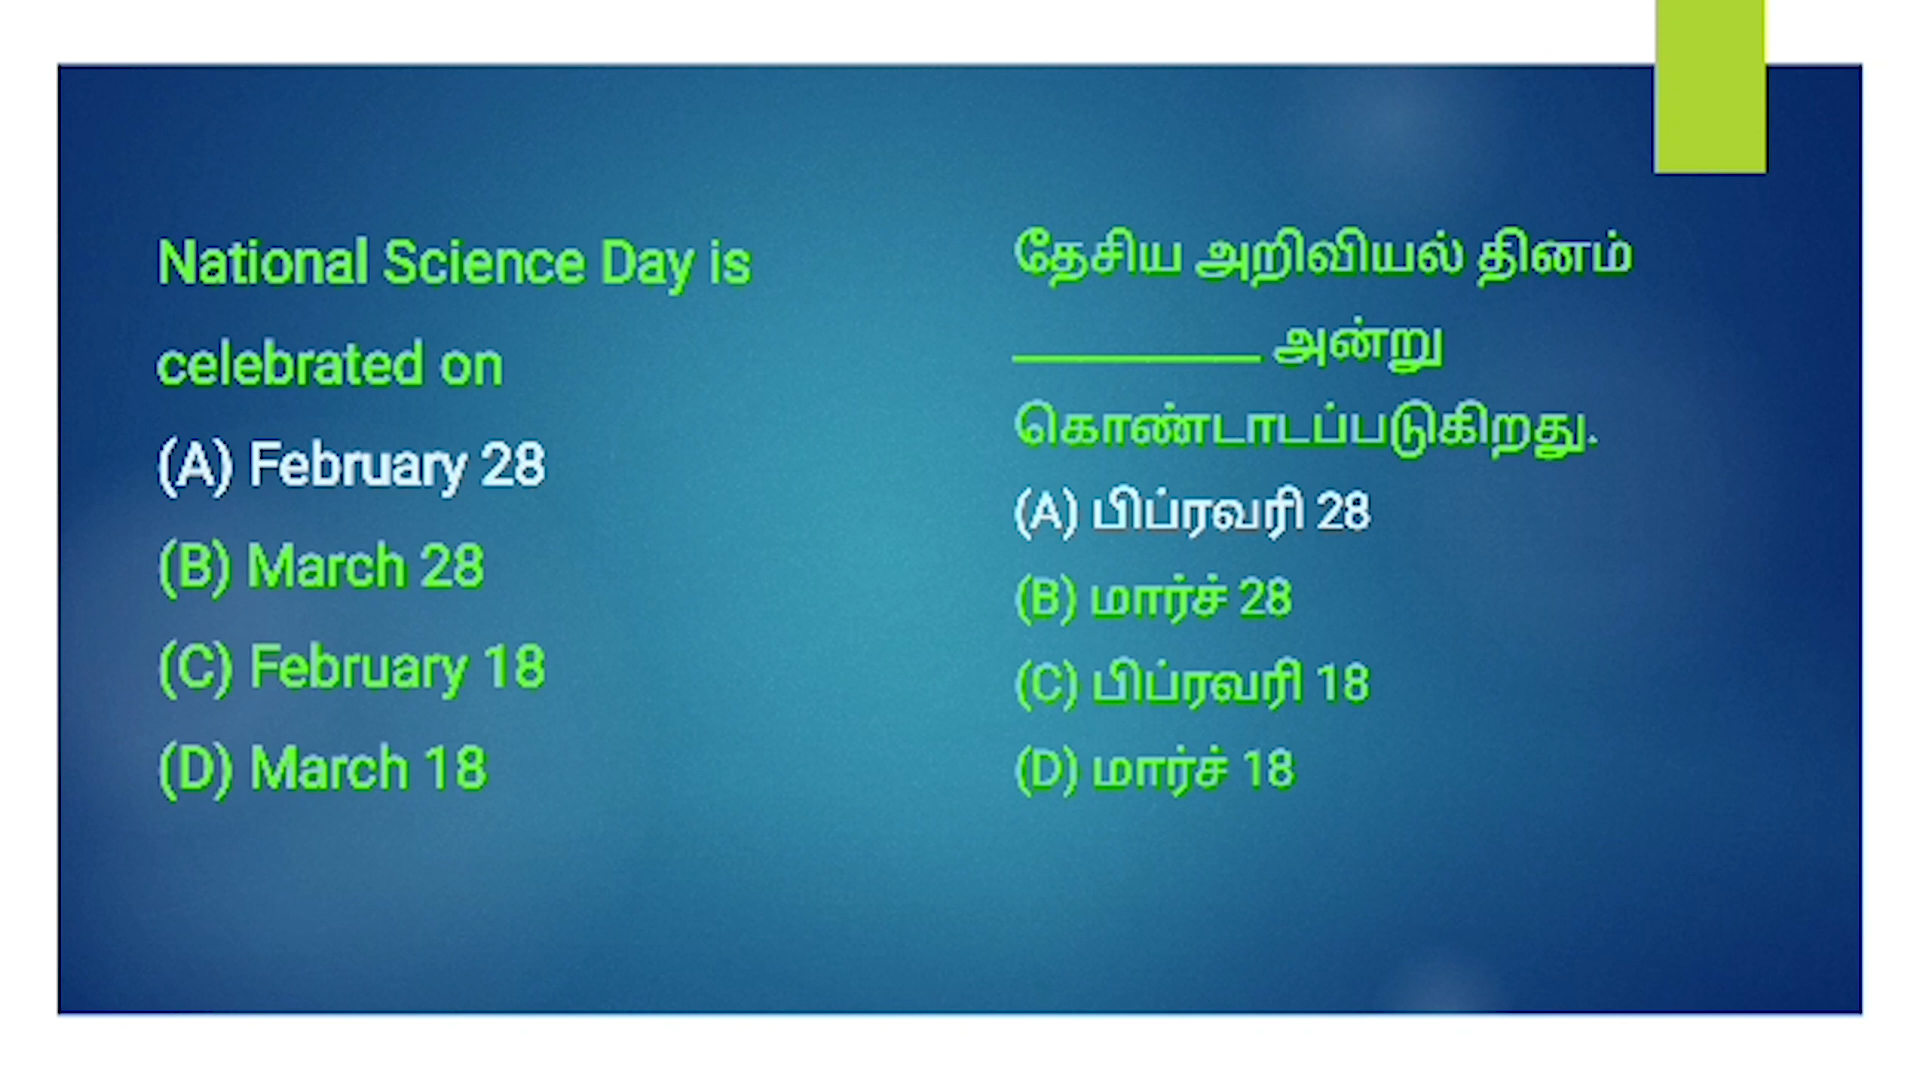 National Science Day is
celebrated on
(A) February 28
(B) March 28
(C) February 18
(D) March 18
தேசிய அறிவியல் தினம்
__________ அன்று
கொண்டாடப்படுகிறது.
(A) பிப்ரவரி 28
(B) மார்ச் 28
(C) பிப்ரவரி 18
(D) மார்ச் 18